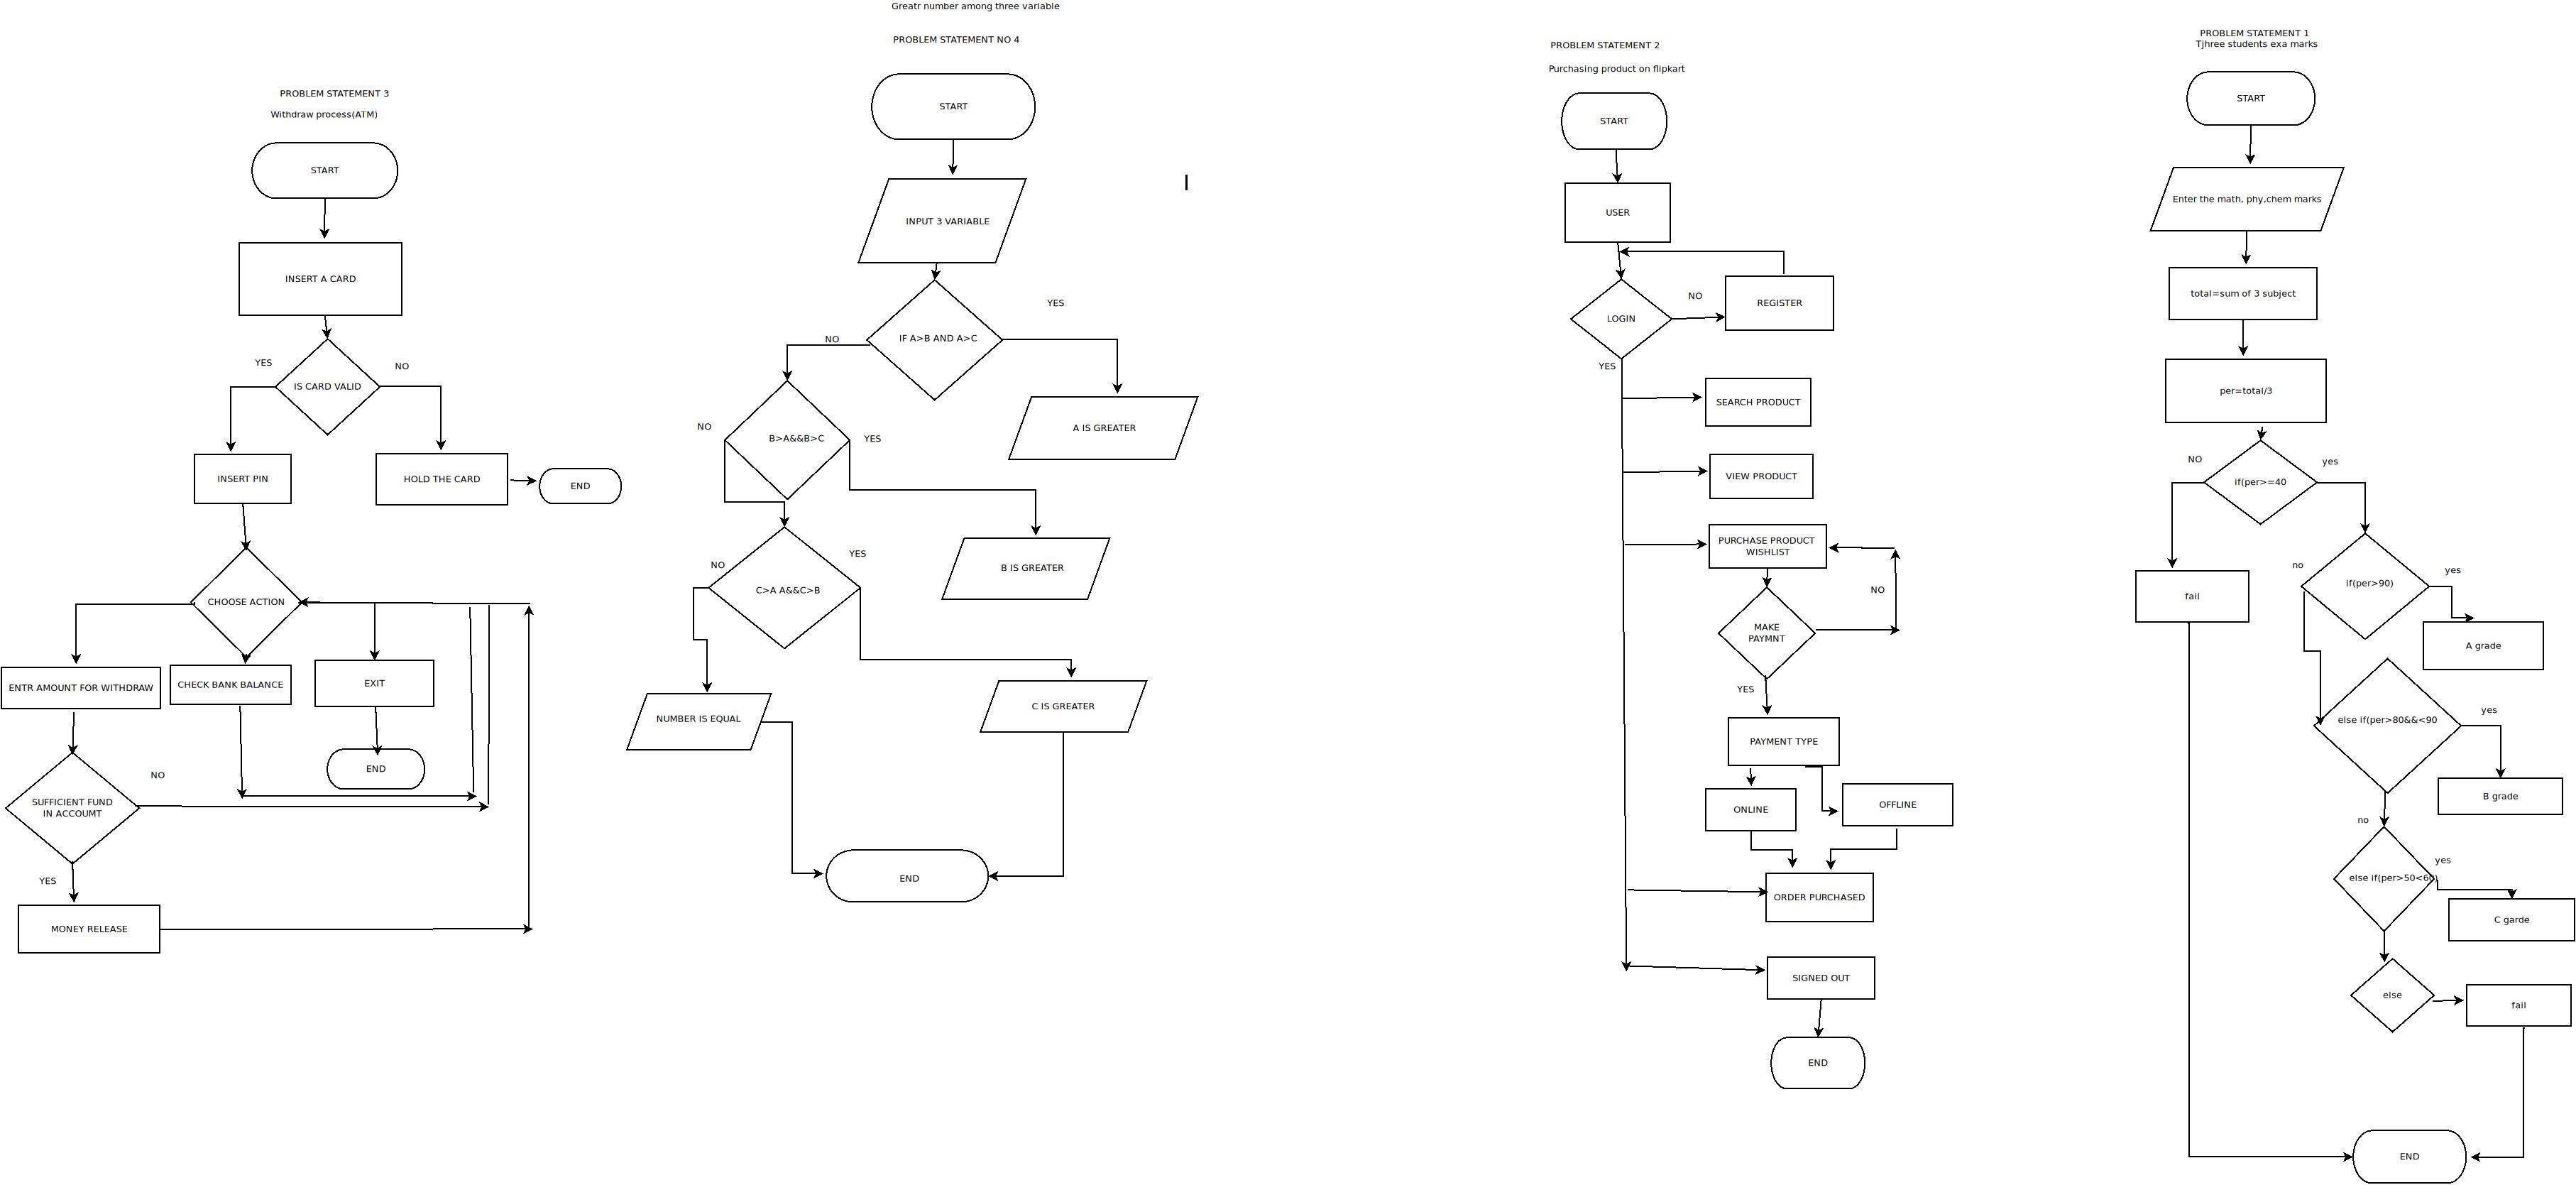 PROBLEM STATEMENT 3
Withdraw process(ATM)
START
INSERT A CARD
YES
NO
IS CARD VALID
INSERT PIN
HOLD THE CARD
END
CHOOSE ACTION
ENTR AMOUNT FOR WITHDRAW
CHECK BANK BALANCE
EXIT
END
NO
SUFFICIENT FUND
IN ACCOUMT
YES
MONEY RELEASE
Greatr number among three variable
PROBLEM STATEMENT NO 4
START
INPUT 3 VARIABLE
YES
NO
IF A>B AND A>C
A IS GREATER
NO
B>A&&B>C
YES
B IS GREATER
NO
YES
C>A A&&C>B
NUMBER IS EQUAL
C IS GREATER
END
PROBLEM STATEMENT 2
Purchasing product on flipkart
START
USER
NO
REGISTER
LOGIN
YES
SEARCH PRODUCT
VIEW PRODUCT
PURCHASE PRODUCT
WISHLIST
NO
MAKE
PAYMNT
YES
PAYMENT TYPE
ONLINE
OFFLINE
ORDER PURCHASED
SIGNED OUT
END
PROBLEM STATEMENT 1
TJhree students exa marks
START
Enter the math, phy,chem marks
total=sum of 3 subject
per=total/3
NO
yes
if(per>=40
fail
no
yes
if(per>90)
A grade
yes
else if(per>80&&<90
B grade
no
yes
else if(per>50<60)
C garde
else
fail
END